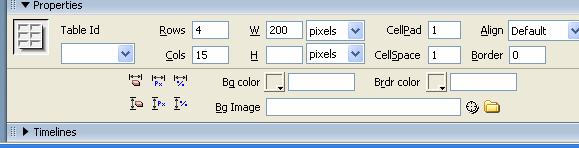 Properties
Table Id Rows 4 W 200 pixels CellPad 1 Align Default
Cols 15 H pixels CellSpace 1 Border 0
Bg color Brdr color
Bg Image
Timelines